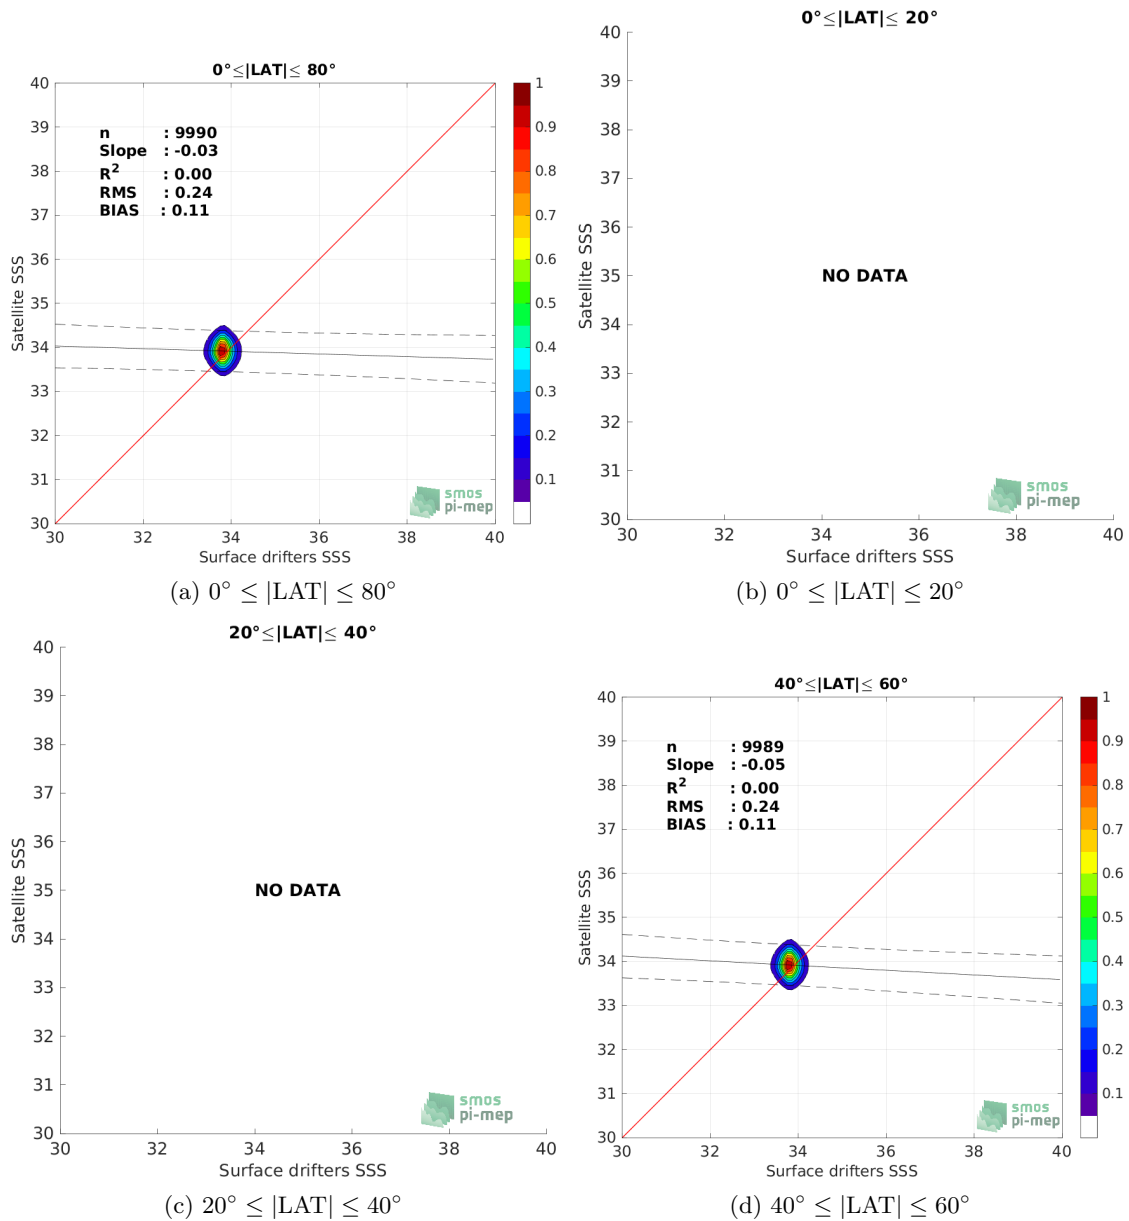 0°≤|LAT|≤ 80°
40
39
38
37
36
35
34
33
32
31
30
30 32 34 36 38 40
Satellite SSS
Surface drifters SSS
n : 9990
Slope : -0.03
R² : 0.00
RMS : 0.24
BIAS : 0.11
1
0.9
0.8
0.7
0.6
0.5
0.4
0.3
0.2
0.1
smos
pi-mep
(a) 0° ≤ |LAT| ≤ 80°
0°≤|LAT|≤ 20°
40
39
38
37
36
35
34
33
32
31
30
30 32 34 36 38 40
Satellite SSS
Surface drifters SSS
NO DATA
smos
pi-mep
(b) 0° ≤ |LAT| ≤ 20°
20°≤|LAT|≤ 40°
40
39
38
37
36
35
34
33
32
31
30
30 32 34 36 38 40
Satellite SSS
Surface drifters SSS
NO DATA
smos
pi-mep
(c) 20° ≤ |LAT| ≤ 40°
40°≤|LAT|≤ 60°
40
39
38
37
36
35
34
33
32
31
30
30 32 34 36 38 40
Satellite SSS
Surface drifters SSS
n : 9989
Slope : -0.05
R² : 0.00
RMS : 0.24
BIAS : 0.11
1
0.9
0.8
0.7
0.6
0.5
0.4
0.3
0.2
0.1
smos
pi-mep
(d) 40° ≤ |LAT| ≤ 60°